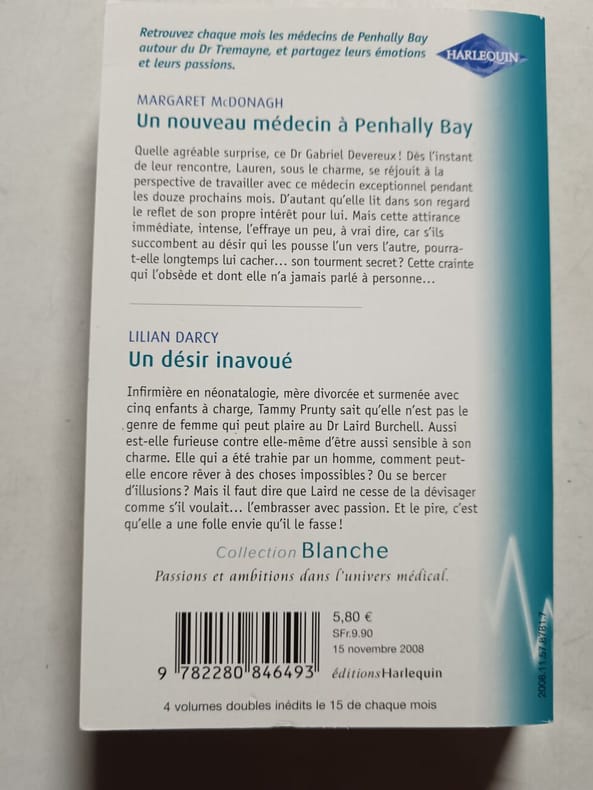 Retrouvez chaque mois les médecins de Penhally Bay
autour du Dr Tremayne, et partagez leurs émotions
et leurs passions.
HARLEQUIN
MARGARET McDONAGH
Un nouveau médecin à Penhally Bay
Quelle agréable surprise, ce Dr Gabriel Devereux! Dès l'instant
de leur rencontre, Lauren, sous le charme, se réjouit à la
perspective de travailler avec ce médecin exceptionnel pendant
les douze prochains mois. D'autant qu'elle lit dans son regard
le reflet de son propre intérêt pour lui. Mais cette attirance
immédiate, intense, l'effraye un peu, à vrai dire, car s'ils
succombent au désir qui les pousse l'un vers l'autre, pourra-
t-elle longtemps lui cacher... son tourment secret? Cette crainte
qui l'obsède et dont elle n'a jamais parlé à personne...
LILIAN DARCY
Un désir inavoué
Infirmière en néonatalogie, mère divorcée et surmenée avec
cinq enfants à charge, Tammy Prunty sait qu'elle n'est pas le
genre de femme qui peut plaire au Dr Laird Burchell. Aussi
est-elle furieuse contre elle-même d'être aussi sensible à son
charme. Elle qui a été trahie par un homme, comment peut-
elle encore rêver à des choses impossibles? Ou se bercer
d'illusions? Mais il faut dire que Laird ne cesse de la dévisager
comme s'il voulait... l'embrasser avec passion. Et le pire, c'est
qu'elle a une folle envie qu'il le fasse!
Collection Blanche
Passions et ambitions dans l'univers médical.
5,80 €
SFr.9.90
15 novembre 2008
éditionsHarlequin
9 782280 846493
4 volumes doubles inédits le 15 de chaque mois